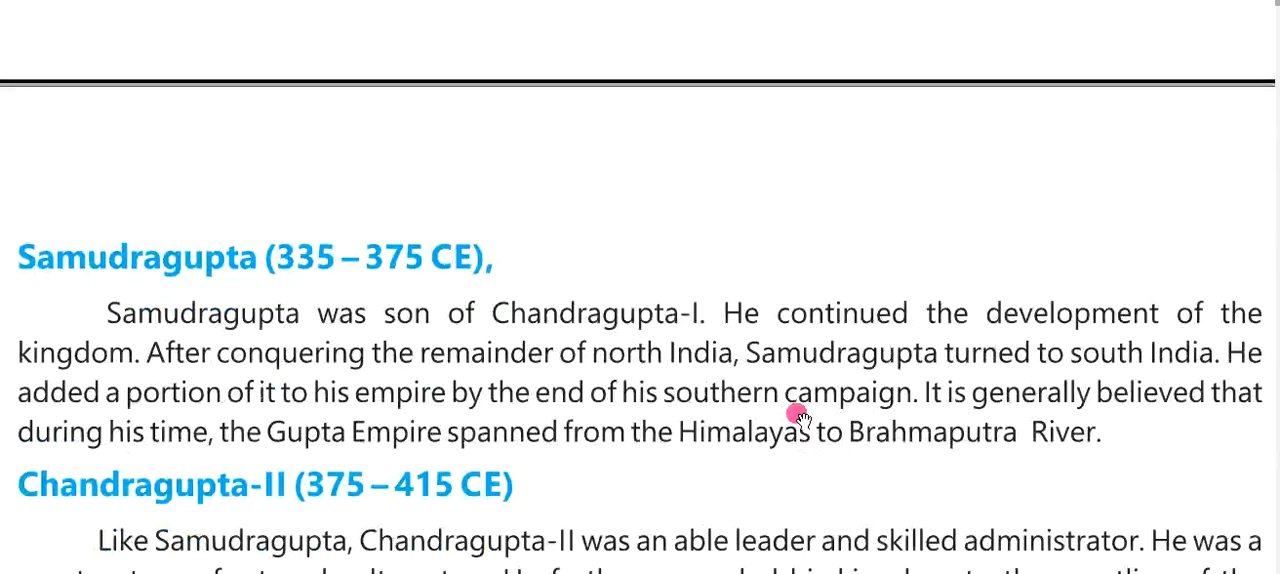 Samudragupta (335 – 375 CE),
Samudragupta was son of Chandragupta-I. He continued the development of the
kingdom. After conquering the remainder of north India, Samudragupta turned to south India. He
added a portion of it to his empire by the end of his southern campaign. It is generally believed that
during his time, the Gupta Empire spanned from the Himalayas to Brahmaputra River.
Chandragupta-II (375 – 415 CE)
Like Samudragupta, Chandragupta-II was an able leader and skilled administrator. He was a